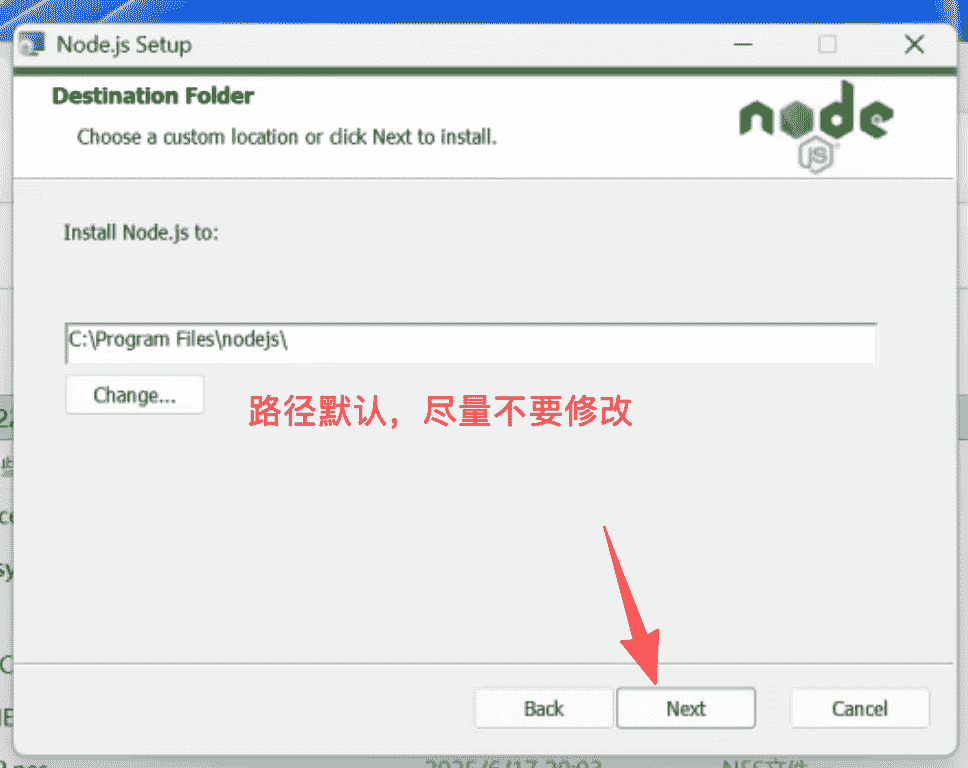 Node.js Setup
Destination Folder
Choose a custom location or click Next to install.
node
JS
Install Node.js to:
C:\Program Files\nodejs\
Change...
路径默认，尽量不要修改
Back
Next
Cancel